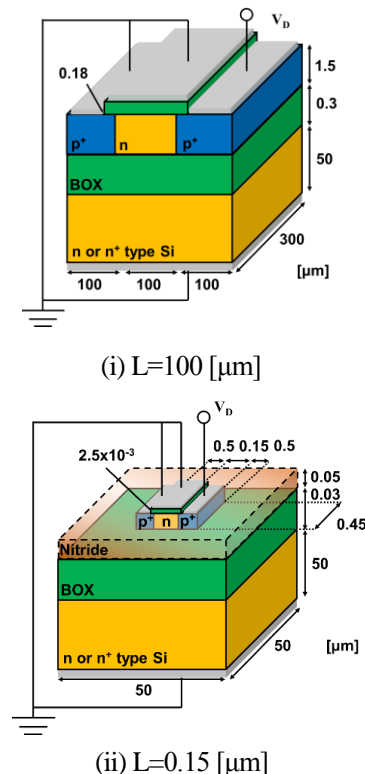 V_D
0.18
1.5
0.3
p⁺
n
p⁺
BOX
50
n or n⁺ type Si
300
100
100
100
[μm]
(i) L=100 [μm]
V_D
2.5x10⁻³
0.5
0.15
0.5
0.05
0.03
p⁺
n
p⁺
0.45
Nitride
BOX
50
n or n⁺ type Si
[μm]
50
50
(ii) L=0.15 [μm]